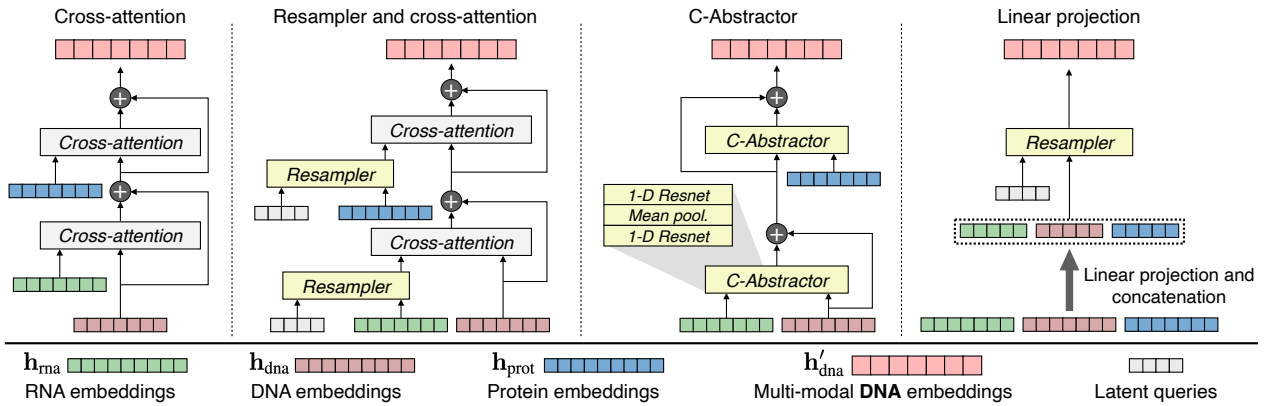 Cross-attention
Resampler and cross-attention
C-Abstractor
Linear projection
+
Cross-attention
+
Cross-attention
+
Cross-attention
Resampler
+
Cross-attention
Resampler
+
C-Abstractor
1-D Resnet
Mean pool.
1-D Resnet
+
C-Abstractor
Resampler
Linear projection and
concatenation
h_rna
RNA embeddings
h_dna
DNA embeddings
h_prot
Protein embeddings
h'_dna
Multi-modal DNA embeddings
Latent queries